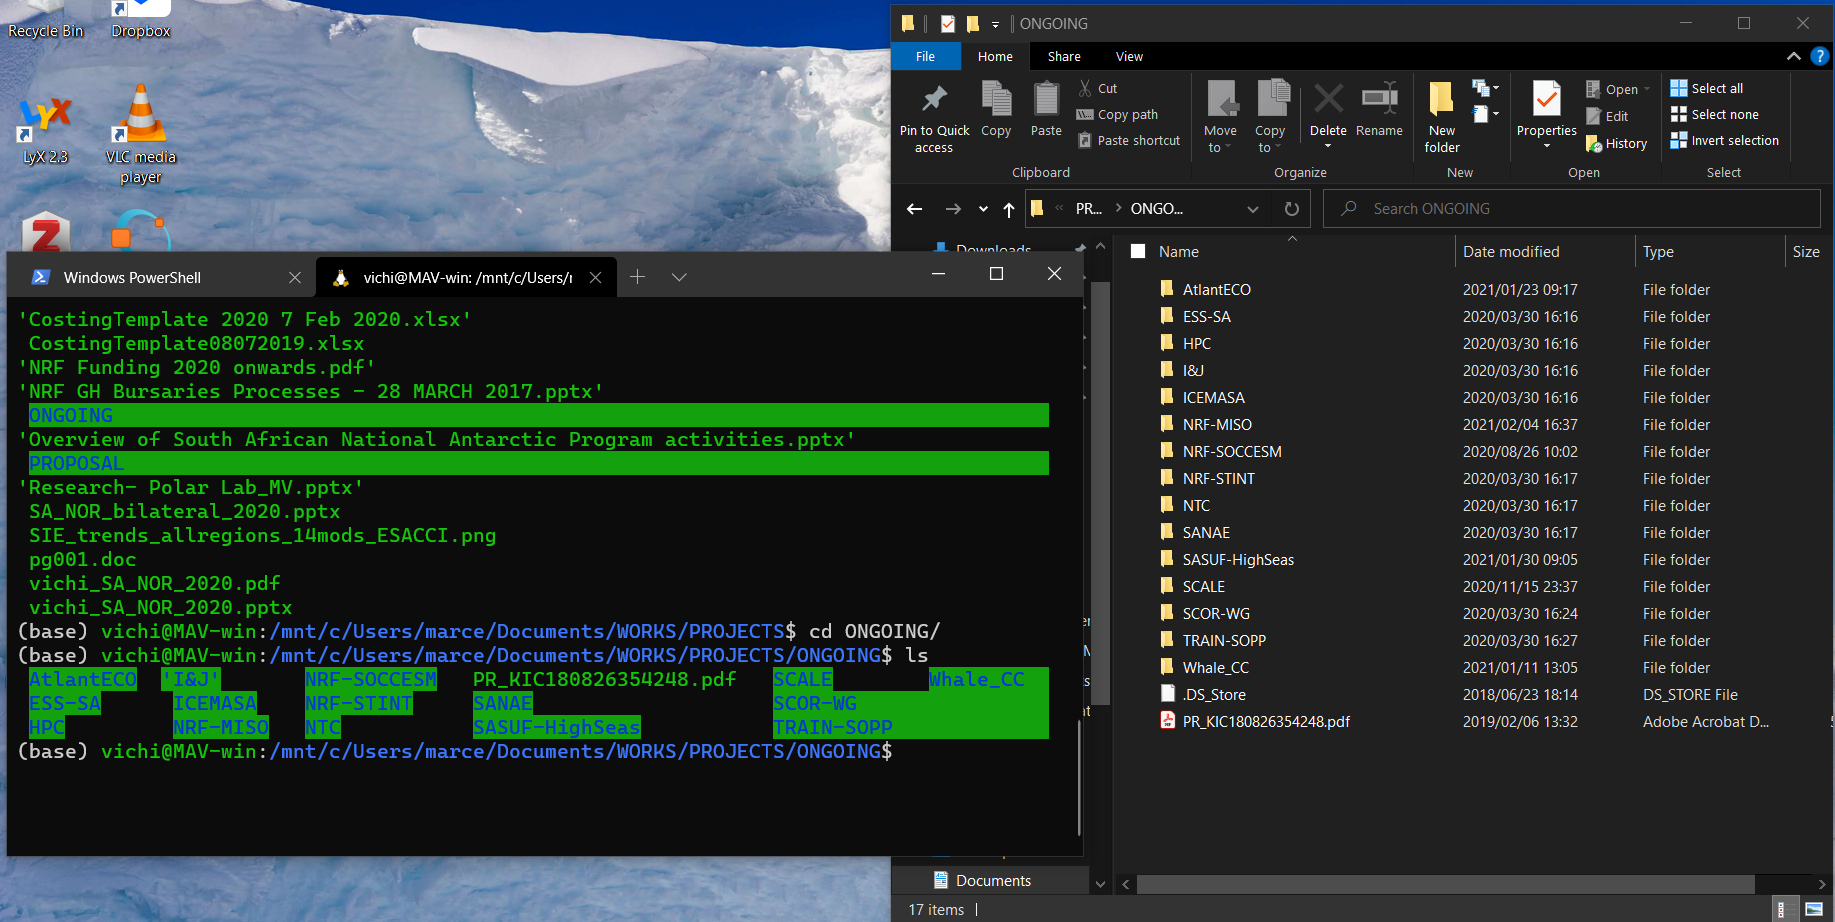 Recycle Bin
Dropbox
LyX 2.3
VLC media player
Windows PowerShell
vichi@MAV-win: /mnt/c/Users/
'CostingTemplate 2020 7 Feb 2020.xlsx'
CostingTemplate08072019.xlsx
'NRF Funding 2020 onwards.pdf'
'NRF GH Bursaries Processes - 28 MARCH 2017.pptx'
ONGOING
'Overview of South African National Antarctic Program activities.pptx'
PROPOSAL
'Research- Polar Lab_MV.pptx'
SA_NOR_bilateral_2020.pptx
SIE_trends_allregions_14mods_ESACCI.png
pg001.doc
vichi_SA_NOR_2020.pdf
vichi_SA_NOR_2020.pptx
(base) vichi@MAV-win:/mnt/c/Users/marce/Documents/WORKS/PROJECTS$ cd ONGOING/
(base) vichi@MAV-win:/mnt/c/Users/marce/Documents/WORKS/PROJECTS/ONGOING$ ls
AtlantECO 'I&J' NRF-SOCCESM PR_KIC180826354248.pdf SCALE Whale_CC
ESS-SA ICEMASA NRF-STINT SANAE SCOR-WG
HPC NRF-MISO NTC SASUF-HighSeas TRAIN-SOPP
(base) vichi@MAV-win:/mnt/c/Users/marce/Documents/WORKS/PROJECTS/ONGOING$
ONGOING
File Home Share View
Pin to Quick access
Copy
Paste
Cut
Copy path
Paste shortcut
Clipboard
Move to
Copy to
Delete
Rename
Organize
New folder
New
Properties
Open
Edit
History
Open
Select all
Select none
Invert selection
Select
« PR... > ONGO...
Search ONGOING
Downloads
Documents
Name Date modified Type Size
AtlantECO 2021/01/23 09:17 File folder
ESS-SA 2020/03/30 16:16 File folder
HPC 2020/03/30 16:16 File folder
I&J 2020/03/30 16:16 File folder
ICEMASA 2020/03/30 16:16 File folder
NRF-MISO 2021/02/04 16:37 File folder
NRF-SOCCESM 2020/08/26 10:02 File folder
NRF-STINT 2020/03/30 16:17 File folder
NTC 2020/03/30 16:17 File folder
SANAE 2020/03/30 16:17 File folder
SASUF-HighSeas 2021/01/30 09:05 File folder
SCALE 2020/11/15 23:37 File folder
SCOR-WG 2020/03/30 16:24 File folder
TRAIN-SOPP 2020/03/30 16:27 File folder
Whale_CC 2021/01/11 13:05 File folder
.DS_Store 2018/06/23 18:14 DS_STORE File
PR_KIC180826354248.pdf 2019/02/06 13:32 Adobe Acrobat D...
17 items